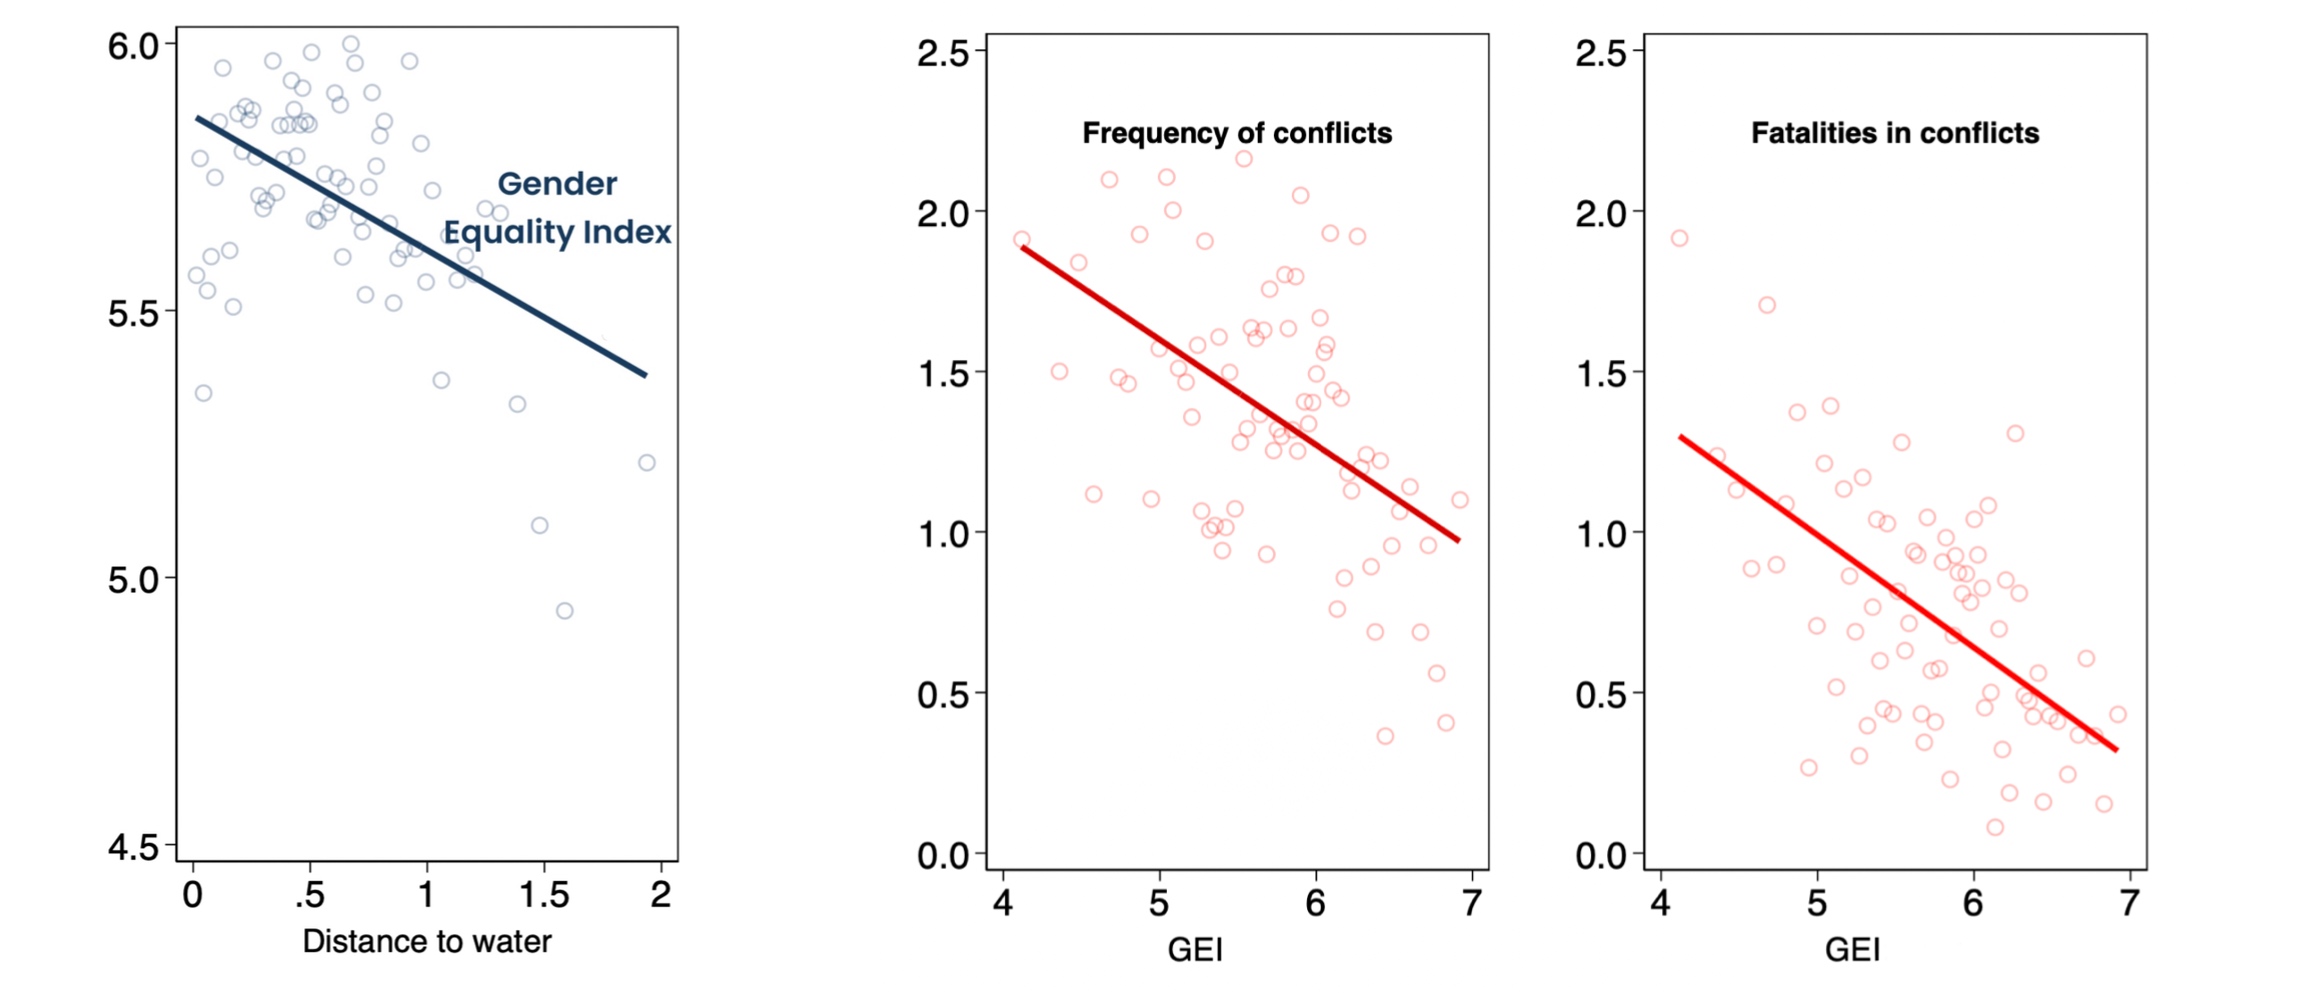 6.0
5.5
5.0
4.5
0 .5 1 1.5 2
Distance to water
Gender
Equality Index
2.5
2.0
1.5
1.0
0.5
0.0
4 5 6 7
GEI
Frequency of conflicts
2.5
2.0
1.5
1.0
0.5
0.0
4 5 6 7
GEI
Fatalities in conflicts